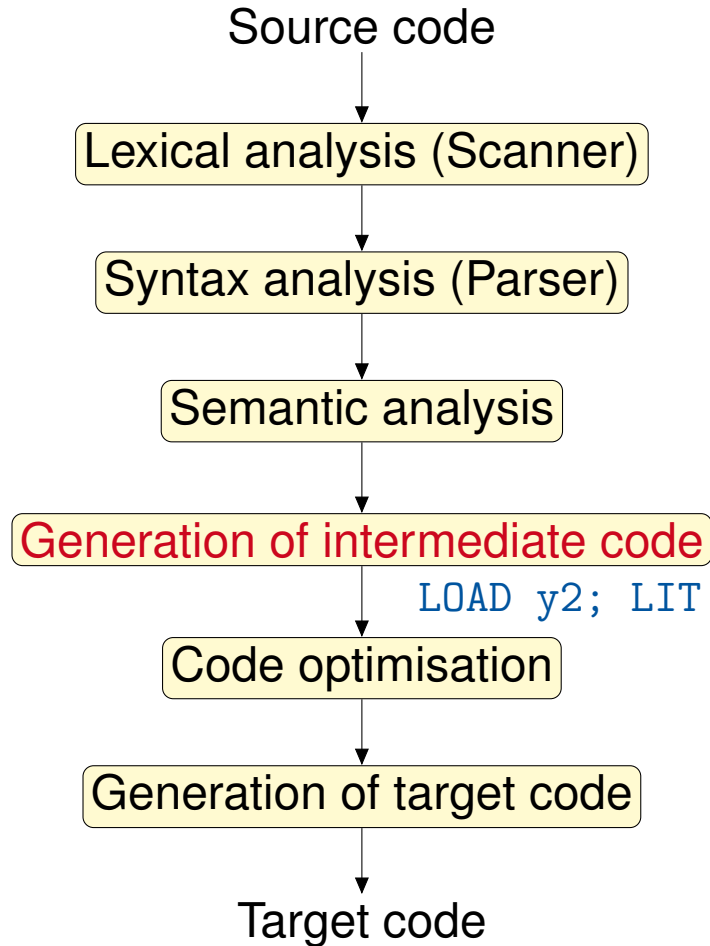 Source code
Lexical analysis (Scanner)
Syntax analysis (Parser)
Semantic analysis
Generation of intermediate code
LOAD y2; LIT
Code optimisation
Generation of target code
Target code